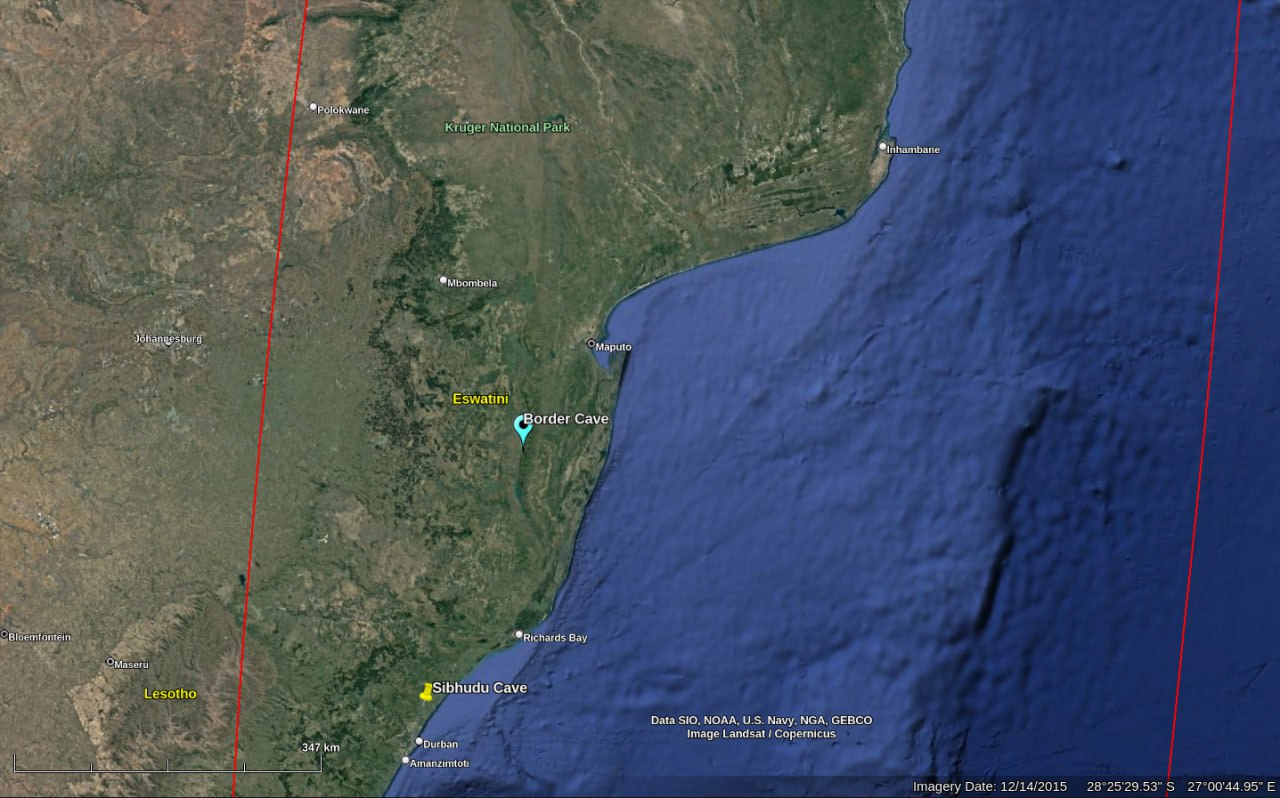 Polokwane
Kruger National Park
Inhambane
Mbombela
Johannesburg
Maputo
Eswatini
Border Cave
Bloemfontein
Richards Bay
Maseru
Lesotho
Sibhudu Cave
Data SIO, NOAA, U.S. Navy, NGA, GEBCO
Image Landsat / Copernicus
347 km
Durban
Amanzimtoti
Imagery Date: 12/14/2015 28°25'29.53" S 27°00'44.95" E